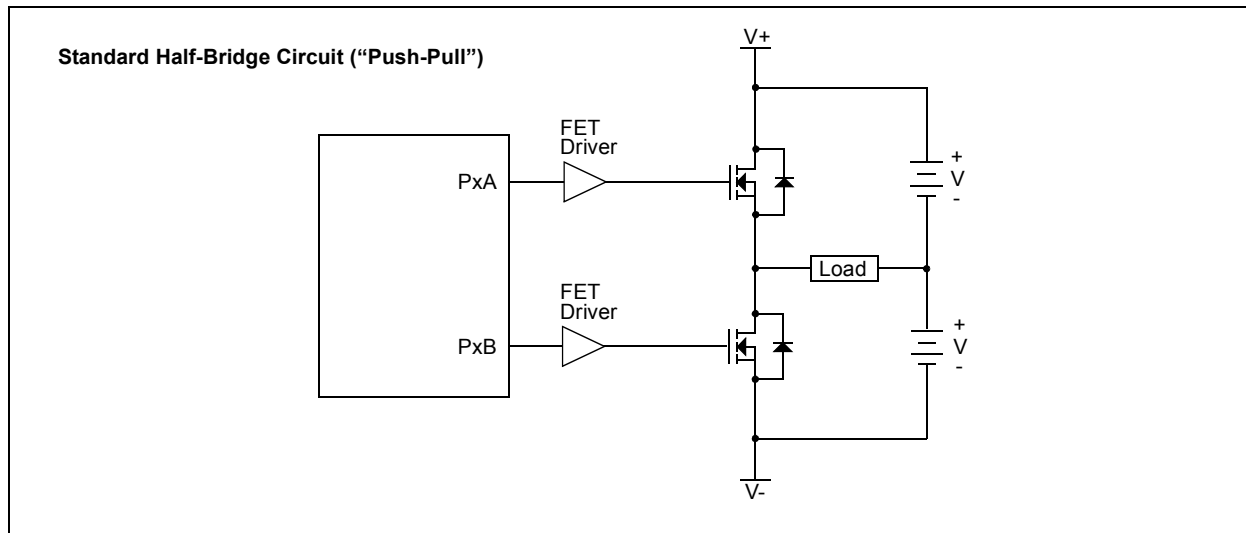 Standard Half-Bridge Circuit (“Push-Pull”)
V+
FET
Driver
PxA
+
V
-
Load
FET
Driver
PxB
+
V
-
V-